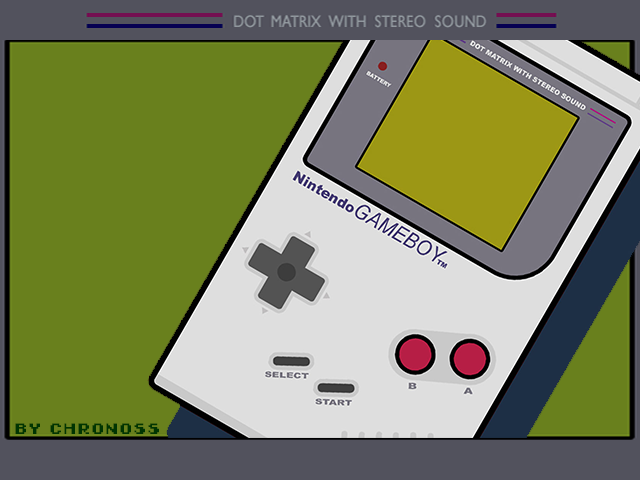 DOT MATRIX WITH STEREO SOUND
DOT MATRIX WITH STEREO SOUND
BATTERY
Nintendo GAMEBOY™
SELECT
START
B
A
BY CHRONOSS